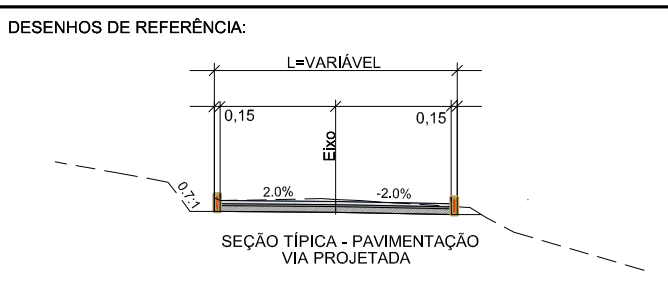 DESENHOS DE REFERÊNCIA:
L=VARIÁVEL
0,15
0,15
Eixo
0.7:1
2.0%
-2.0%
SEÇÃO TÍPICA - PAVIMENTAÇÃO
VIA PROJETADA